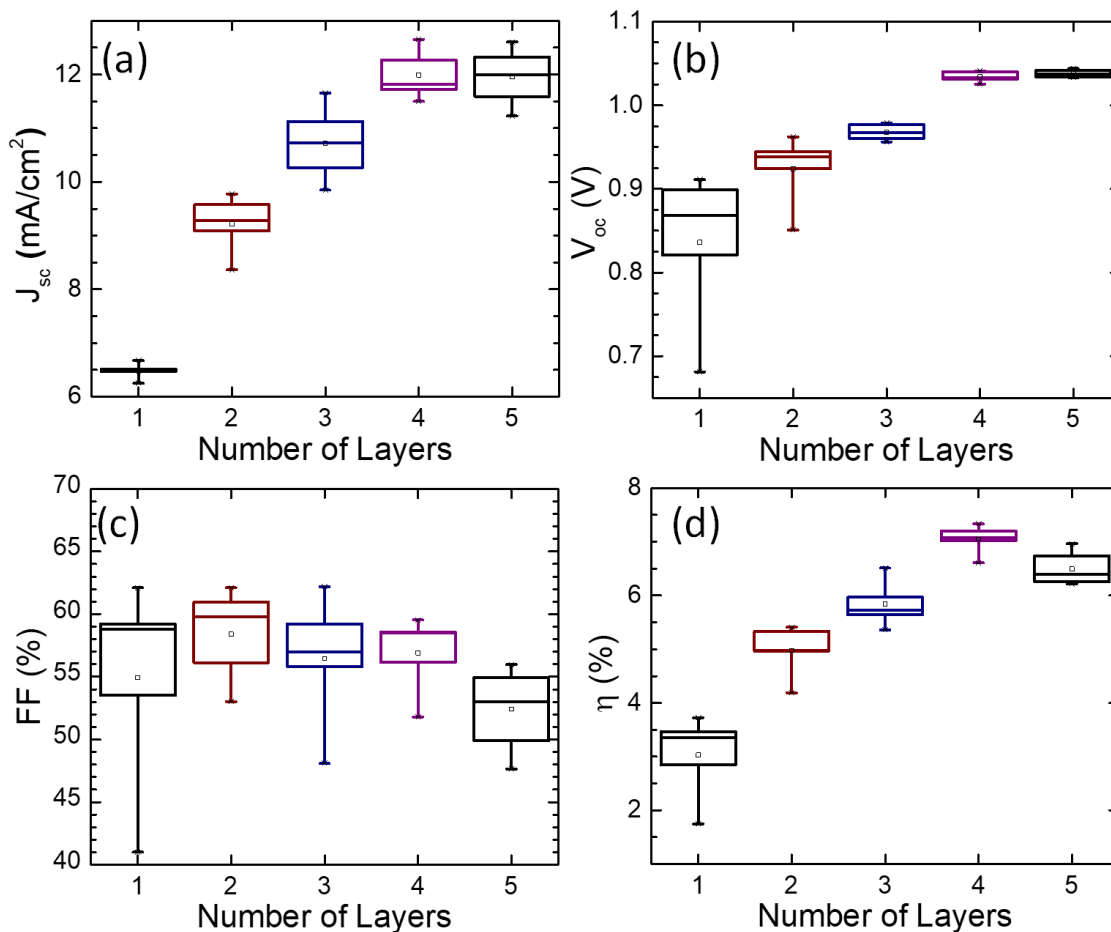 (a)
J_sc (mA/cm²)
12
10
8
6
1 2 3 4 5
Number of Layers
(b)
V_oc (V)
1.1
1.0
0.9
0.8
0.7
1 2 3 4 5
Number of Layers
(c)
FF (%)
70
65
60
55
50
45
40
1 2 3 4 5
Number of Layers
(d)
η (%)
8
6
4
2
1 2 3 4 5
Number of Layers